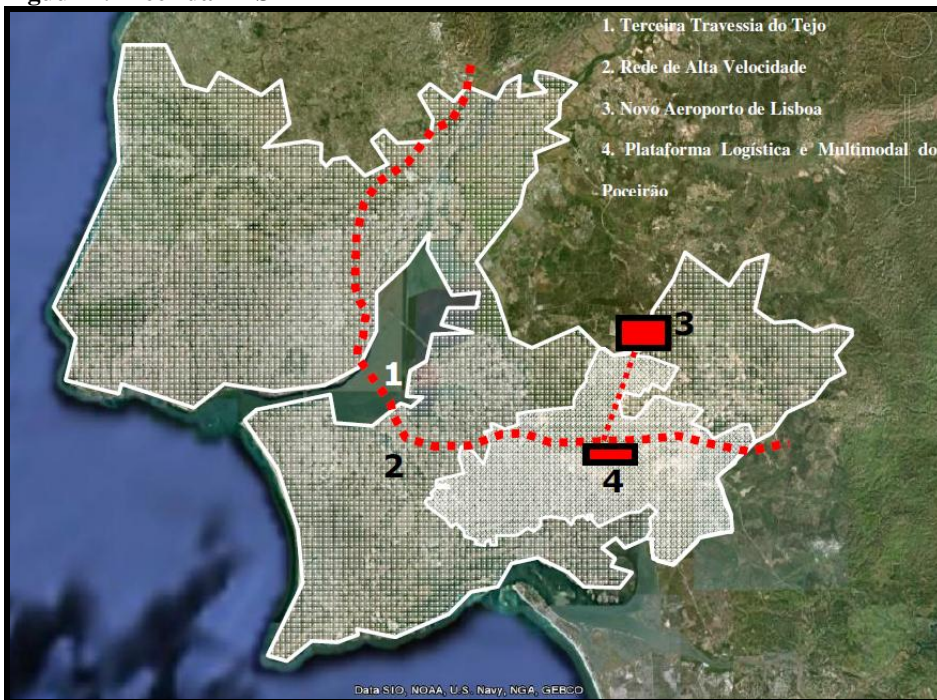 1. Terceira Travessia do Tejo
2. Rede de Alta Velocidade
3. Novo Aeroporto de Lisboa
4. Plataforma Logística e Multimodal do
Poceirão
3
1
2
4
Data SIO, NOAA, U.S. Navy, NGA, GEBCO